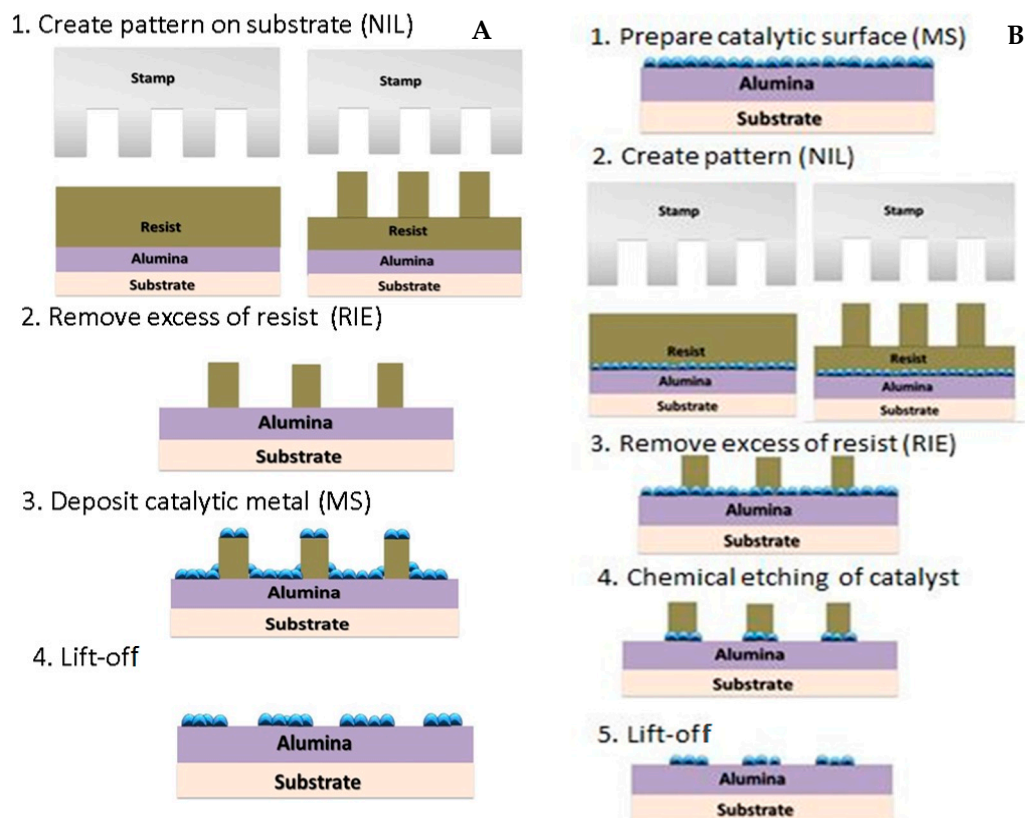 1. Create pattern on substrate (NIL)
A
Stamp
Stamp
Resist
Resist
Alumina
Alumina
Substrate
Substrate
2. Remove excess of resist (RIE)
Alumina
Substrate
3. Deposit catalytic metal (MS)
Alumina
Substrate
4. Lift-off
Alumina
Substrate
B
1. Prepare catalytic surface (MS)
Alumina
Substrate
2. Create pattern (NIL)
Stamp
Stamp
Resist
Resist
Alumina
Alumina
Substrate
Substrate
3. Remove excess of resist (RIE)
Alumina
Substrate
4. Chemical etching of catalyst
Alumina
Substrate
5. Lift-off
Alumina
Substrate